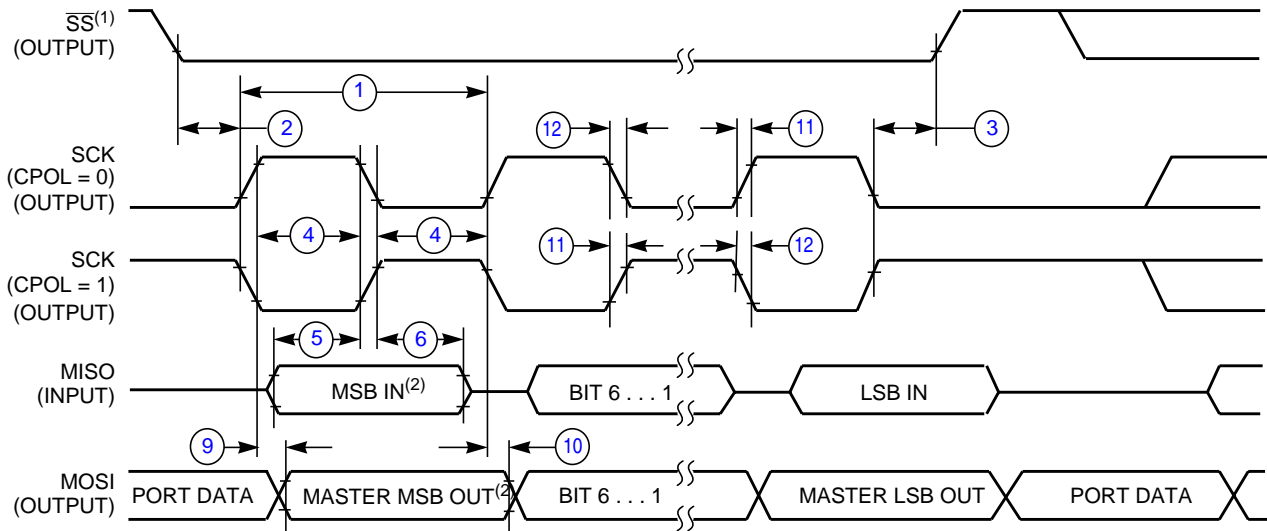 SS(1)
(OUTPUT)
1
2
12
11
3
SCK
(CPOL = 0)
(OUTPUT)
4
4
11
12
SCK
(CPOL = 1)
(OUTPUT)
5
6
MISO
(INPUT)
MSB IN(2)
BIT 6 . . . 1
LSB IN
9
10
MOSI
(OUTPUT)
PORT DATA
MASTER MSB OUT(2
BIT 6 . . . 1
MASTER LSB OUT
PORT DATA